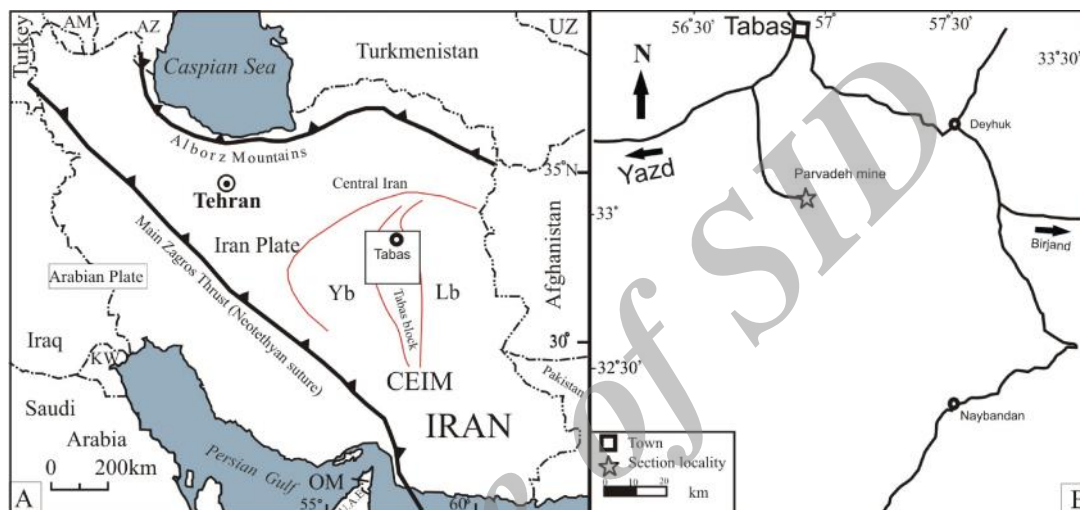 AM
AZ
Turkey
Caspian Sea
Turkmenistan
UZ
Alborz Mountains
35°N
Tehran
Central Iran
Iran Plate
Tabas
Afghanistan
Main Zagros Thrust (Neotethyan suture)
Arabian Plate
Yb
Tabas block
Lb
Iraq
KW
30°
CEIM
Pakistan
Saudi
Arabia
IRAN
0 200km
Persian Gulf
OM
UAE
A
55°
60°
56°30'
57°
57°30'
Tabas
33°30'
N
Deyhuk
Yazd
Parvadeh mine
33°
Birjand
32°30'
Naybandan
Town
Section locality
0 10 20
km
B
e of SID